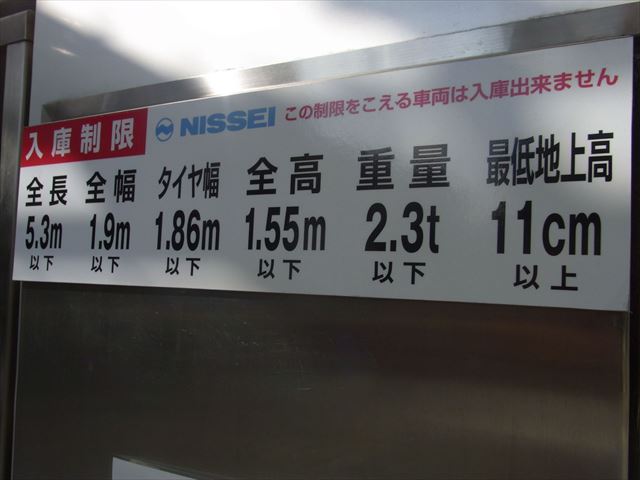 入庫制限 NISSEI この制限をこえる車両は入庫出来ません
全長 全幅 タイヤ幅 全高 重量 最低地上高
5.3m 1.9m 1.86m 1.55m 2.3t 11cm
以下 以下 以下 以下 以下 以上